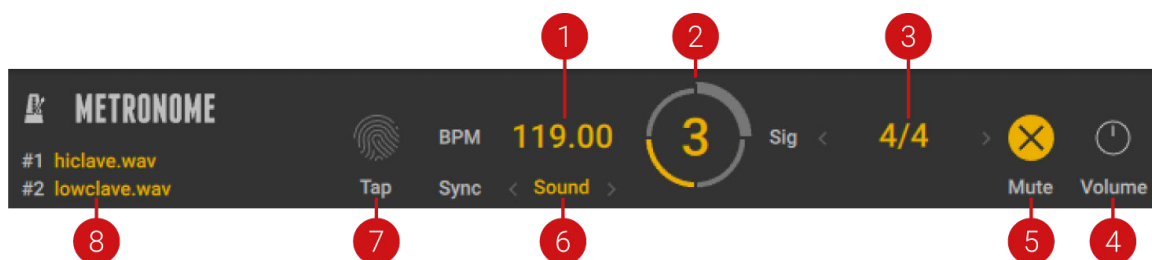 1 2 3
METRONOME
#1 hiclave.wav
#2 lowclave.wav
Tap
BPM 119.00
Sync < Sound >
3
Sig < 4/4 >
Mute
Volume
8 7 6 5 4